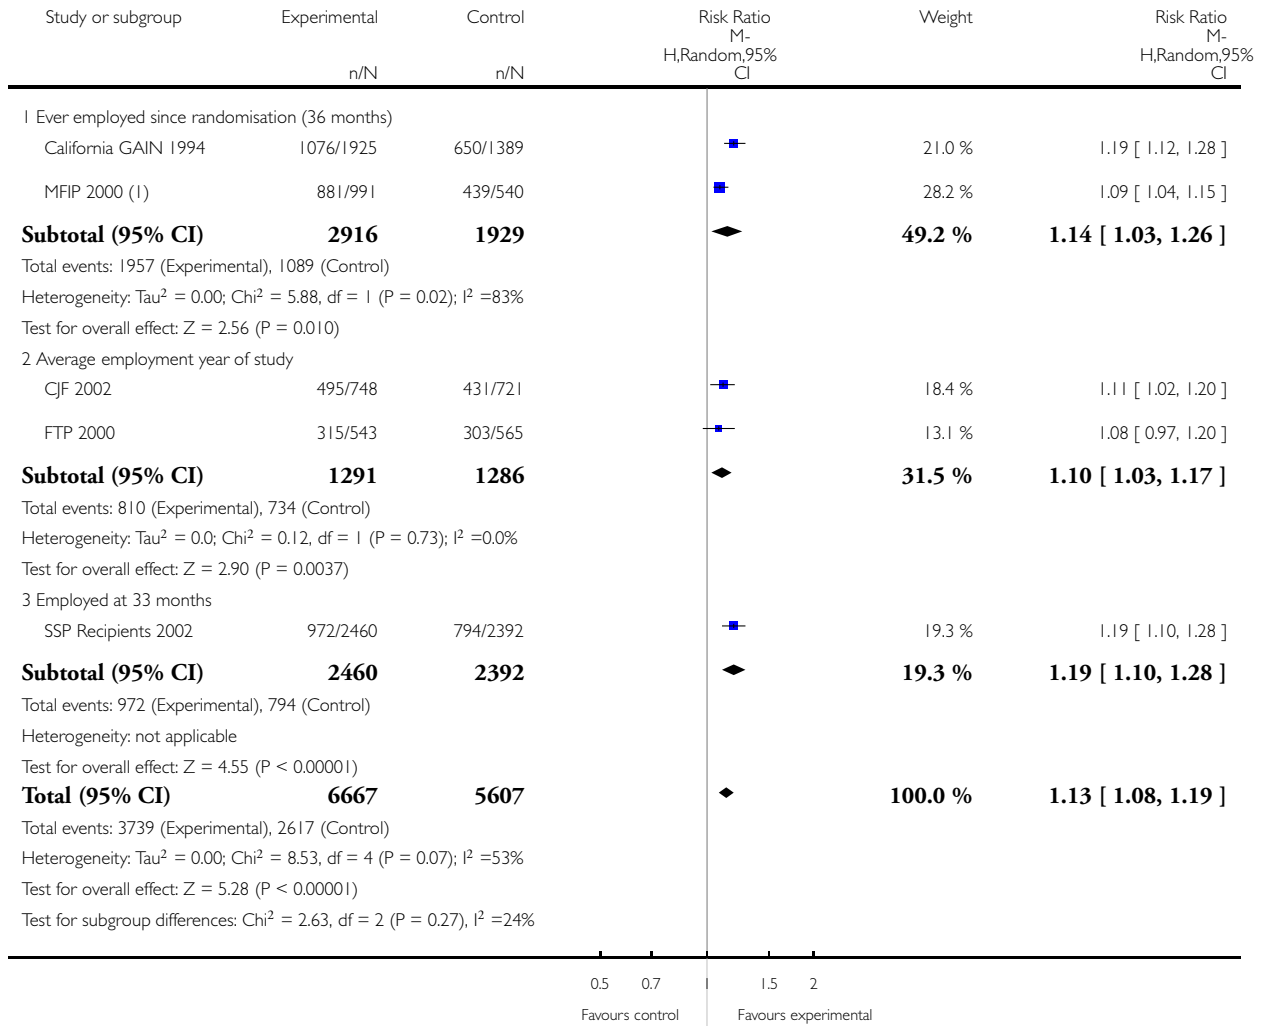 Study or subgroup Experimental Control Risk Ratio Weight Risk Ratio
M- M-
H,Random,95% H,Random,95%
n/N n/N CI CI
1 Ever employed since randomisation (36 months)
California GAIN 1994 1076/1925 650/1389 21.0 % 1.19 [ 1.12, 1.28 ]
MFIP 2000 (1) 881/991 439/540 28.2 % 1.09 [ 1.04, 1.15 ]
Subtotal (95% CI) 2916 1929 49.2 % 1.14 [ 1.03, 1.26 ]
Total events: 1957 (Experimental), 1089 (Control)
Heterogeneity: Tau² = 0.00; Chi² = 5.88, df = 1 (P = 0.02); I² =83%
Test for overall effect: Z = 2.56 (P = 0.010)
2 Average employment year of study
CJF 2002 495/748 431/721 18.4 % 1.11 [ 1.02, 1.20 ]
FTP 2000 315/543 303/565 13.1 % 1.08 [ 0.97, 1.20 ]
Subtotal (95% CI) 1291 1286 31.5 % 1.10 [ 1.03, 1.17 ]
Total events: 810 (Experimental), 734 (Control)
Heterogeneity: Tau² = 0.0; Chi² = 0.12, df = 1 (P = 0.73); I² =0.0%
Test for overall effect: Z = 2.90 (P = 0.0037)
3 Employed at 33 months
SSP Recipients 2002 972/2460 794/2392 19.3 % 1.19 [ 1.10, 1.28 ]
Subtotal (95% CI) 2460 2392 19.3 % 1.19 [ 1.10, 1.28 ]
Total events: 972 (Experimental), 794 (Control)
Heterogeneity: not applicable
Test for overall effect: Z = 4.55 (P < 0.00001)
Total (95% CI) 6667 5607 100.0 % 1.13 [ 1.08, 1.19 ]
Total events: 3739 (Experimental), 2617 (Control)
Heterogeneity: Tau² = 0.00; Chi² = 8.53, df = 4 (P = 0.07); I² =53%
Test for overall effect: Z = 5.28 (P < 0.00001)
Test for subgroup differences: Chi² = 2.63, df = 2 (P = 0.27), I² =24%
0.5 0.7 1 1.5 2
Favours control Favours experimental